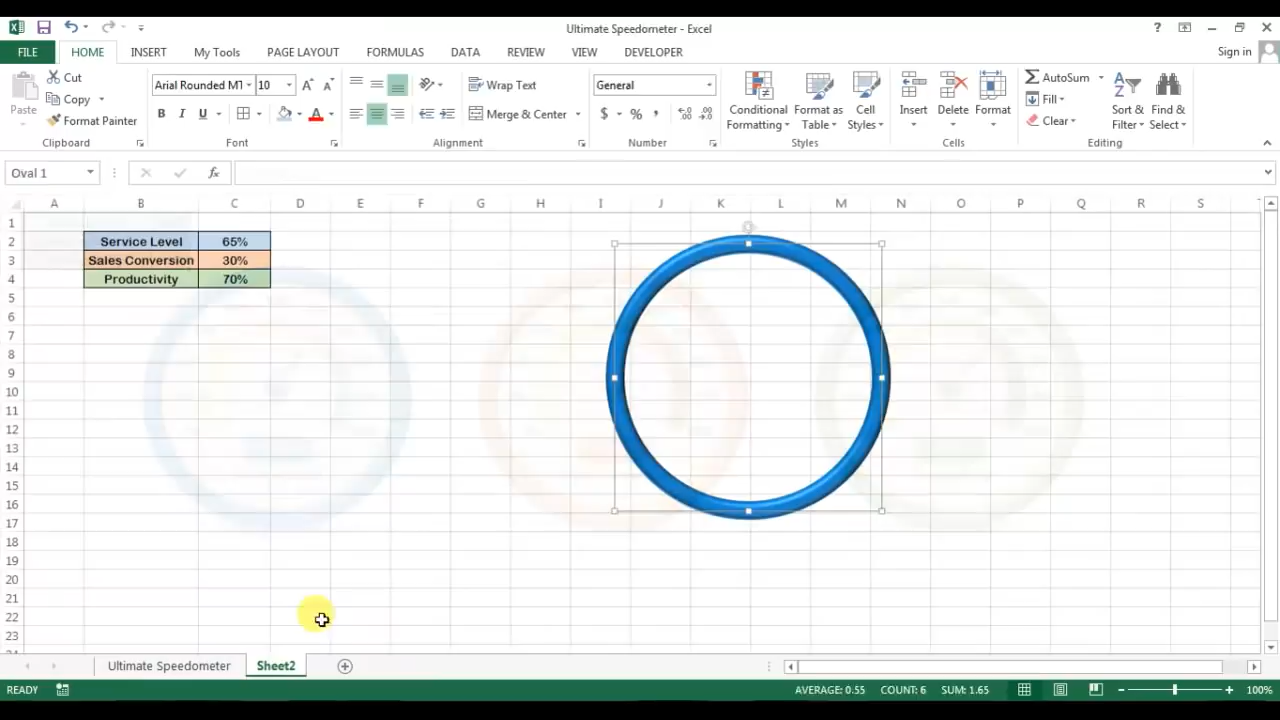 Ultimate Speedometer - Excel
FILE HOME INSERT My Tools PAGE LAYOUT FORMULAS DATA REVIEW VIEW DEVELOPER Sign in
Paste
Cut
Copy
Format Painter
Clipboard
Arial Rounded MT 10
B I U
Font
Wrap Text
Merge & Center
Alignment
General
$ % ,
Number
Conditional Formatting
Format as Table
Cell Styles
Styles
Insert Delete Format
Cells
AutoSum
Fill
Clear
Sort & Filter
Find & Select
Editing
Oval 1
fx
A B C D E F G H I J K L M N O P Q R S
1
2 Service Level 65%
3 Sales Conversion 30%
4 Productivity 70%
5
6
7
8
9
10
11
12
13
14
15
16
17
18
19
20
21
22
23
Ultimate Speedometer Sheet2
READY AVERAGE: 0.55 COUNT: 6 SUM: 1.65 100%